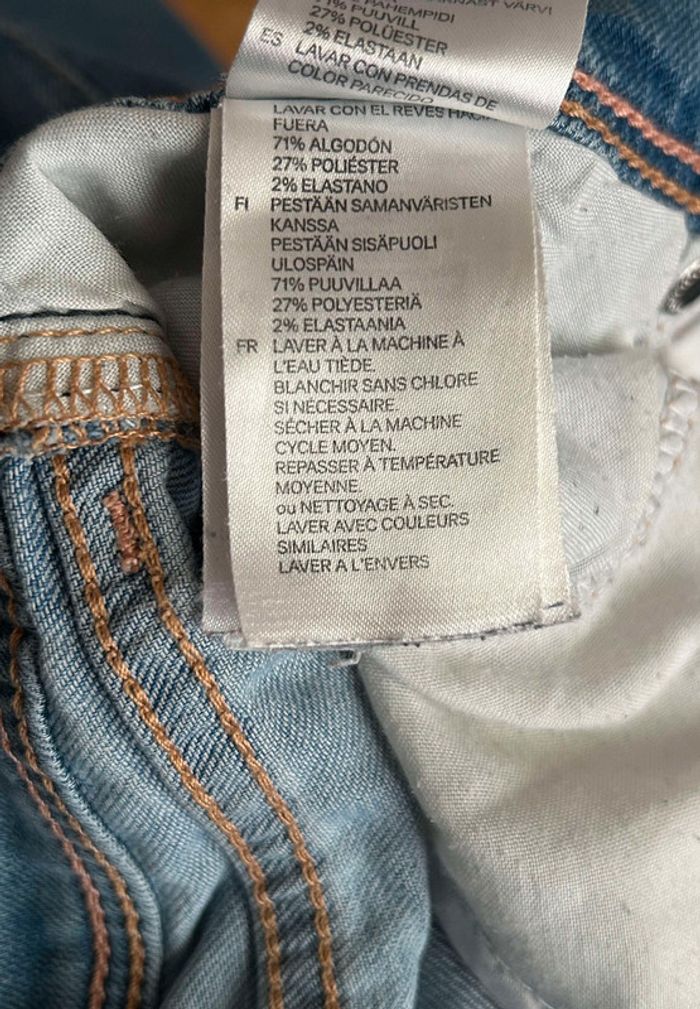 VÄRVI
PAHEMPIDI
71% PUUVILL
27% POLÜESTER
2% ELASTAAN
ES LAVAR CON PRENDAS DE
COLOR PARECIDO
LAVAR CON EL REVES
FUERA
71% ALGODÓN
27% POLIÉSTER
2% ELASTANO
FI PESTÄÄN SAMANVÄRISTEN
KANSSA
PESTÄÄN SISÄPUOLI
ULOSPÄIN
71% PUUVILLAA
27% POLYESTERIÄ
2% ELASTAANIA
FR LAVER À LA MACHINE À
L'EAU TIÈDE.
BLANCHIR SANS CHLORE
SI NÉCESSAIRE.
SÉCHER À LA MACHINE
CYCLE MOYEN.
REPASSER À TEMPÉRATURE
MOYENNE.
ou NETTOYAGE À SEC.
LAVER AVEC COULEURS
SIMILAIRES
LAVER A L'ENVERS